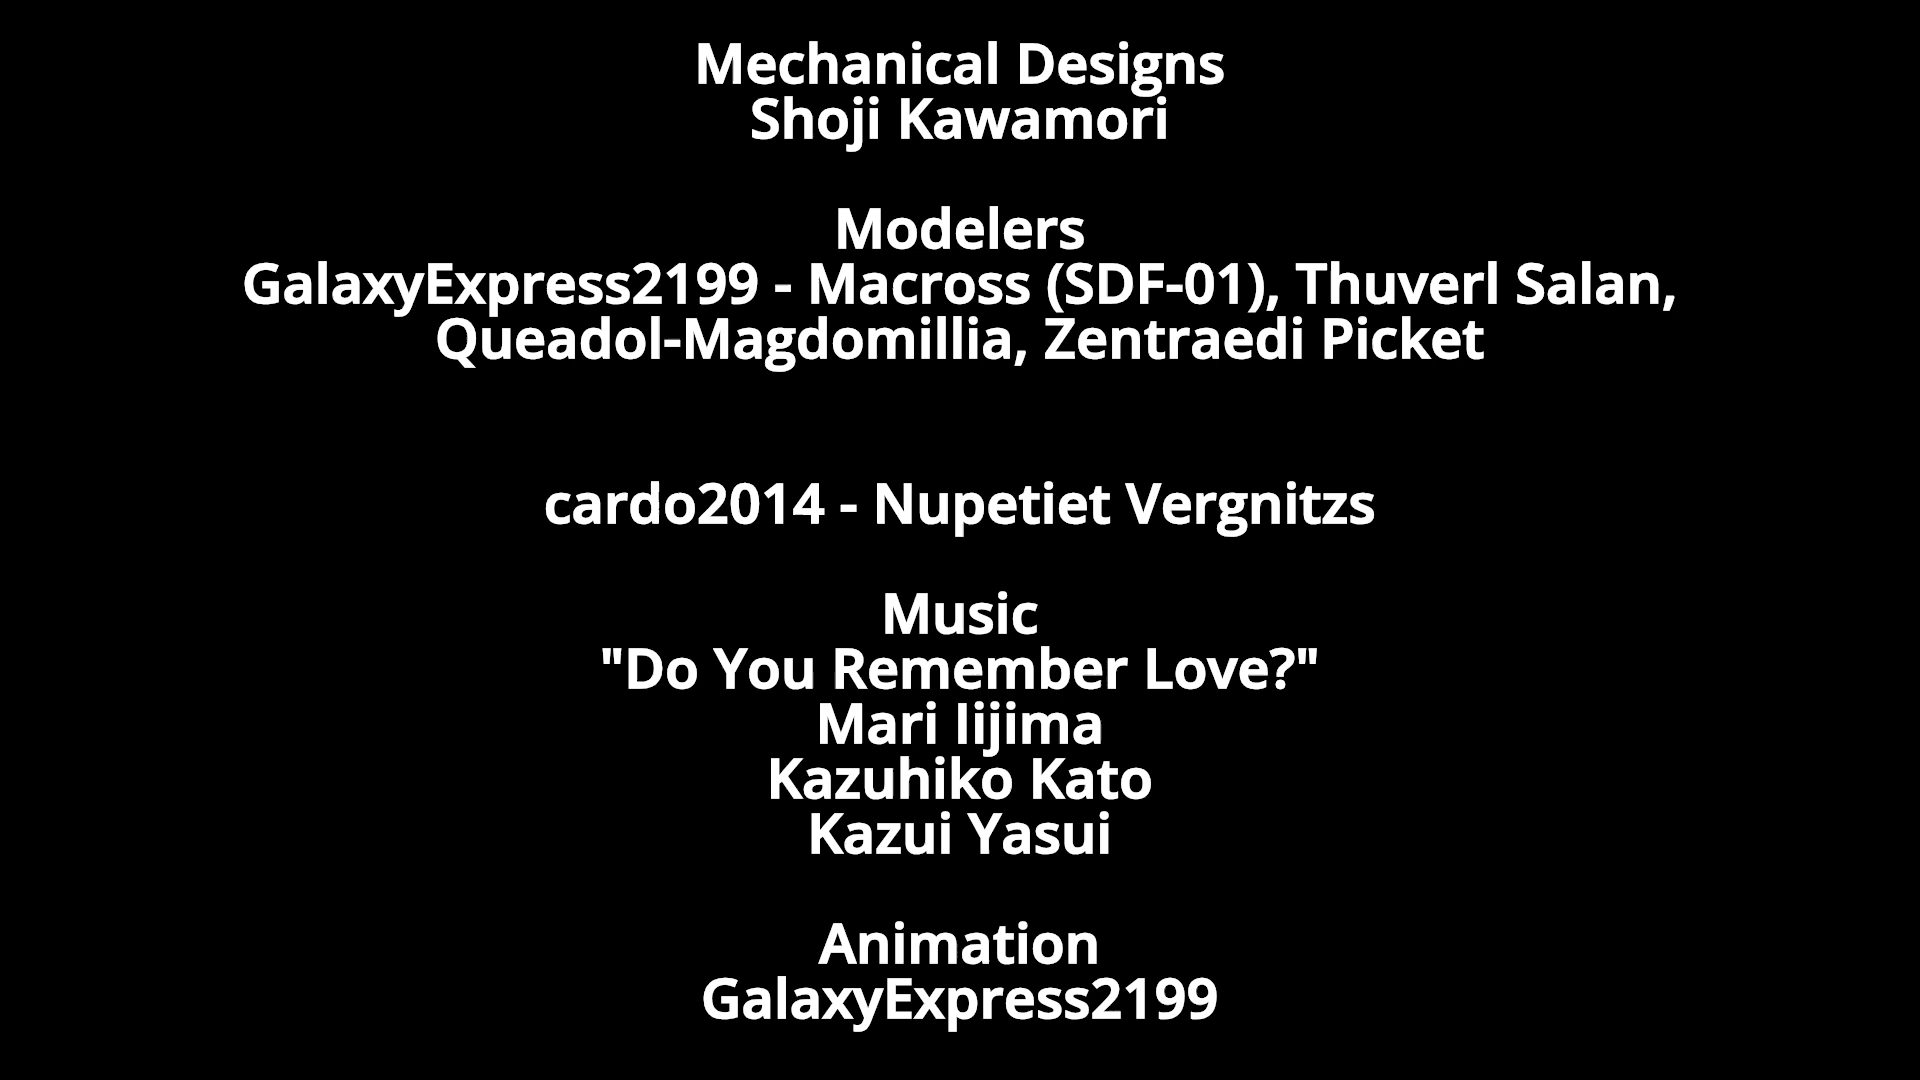 Mechanical Designs
Shoji Kawamori
Modelers
GalaxyExpress2199 - Macross (SDF-01), Thuverl Salan,
Queadol-Magdomillia, Zentraedi Picket
cardo2014 - Nupetiet Vergnitzs
Music
"Do You Remember Love?"
Mari Iijima
Kazuhiko Kato
Kazui Yasui
Animation
GalaxyExpress2199